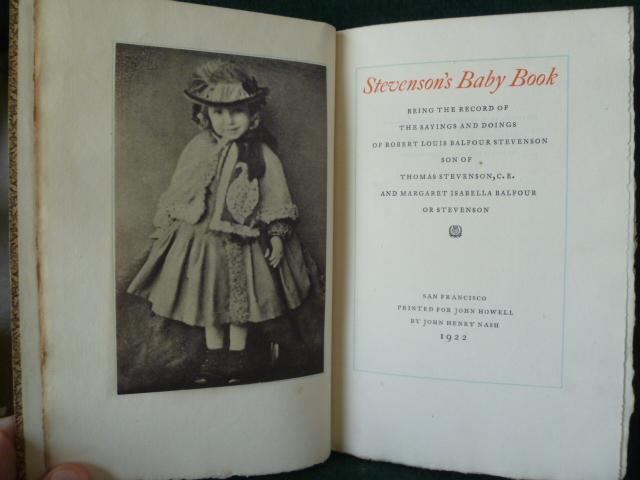 Stevenson's Baby Book
BEING THE RECORD OF
THE SAYINGS AND DOINGS
OF ROBERT LOUIS BALFOUR STEVENSON
SON OF
THOMAS STEVENSON, C.E.
AND MARGARET ISABELLA BALFOUR
OR STEVENSON
SAN FRANCISCO
PRINTED FOR JOHN HOWELL
BY JOHN HENRY NASH
1922